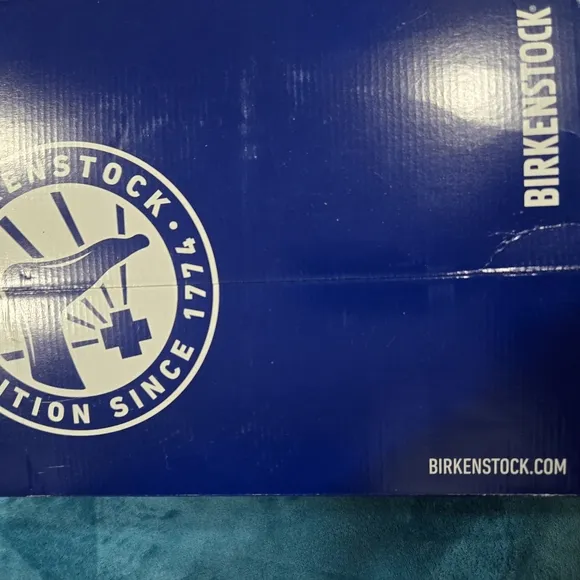 BIRKENSTOCK®
ENSTOCK •
ITION SINCE 1774
BIRKENSTOCK.COM